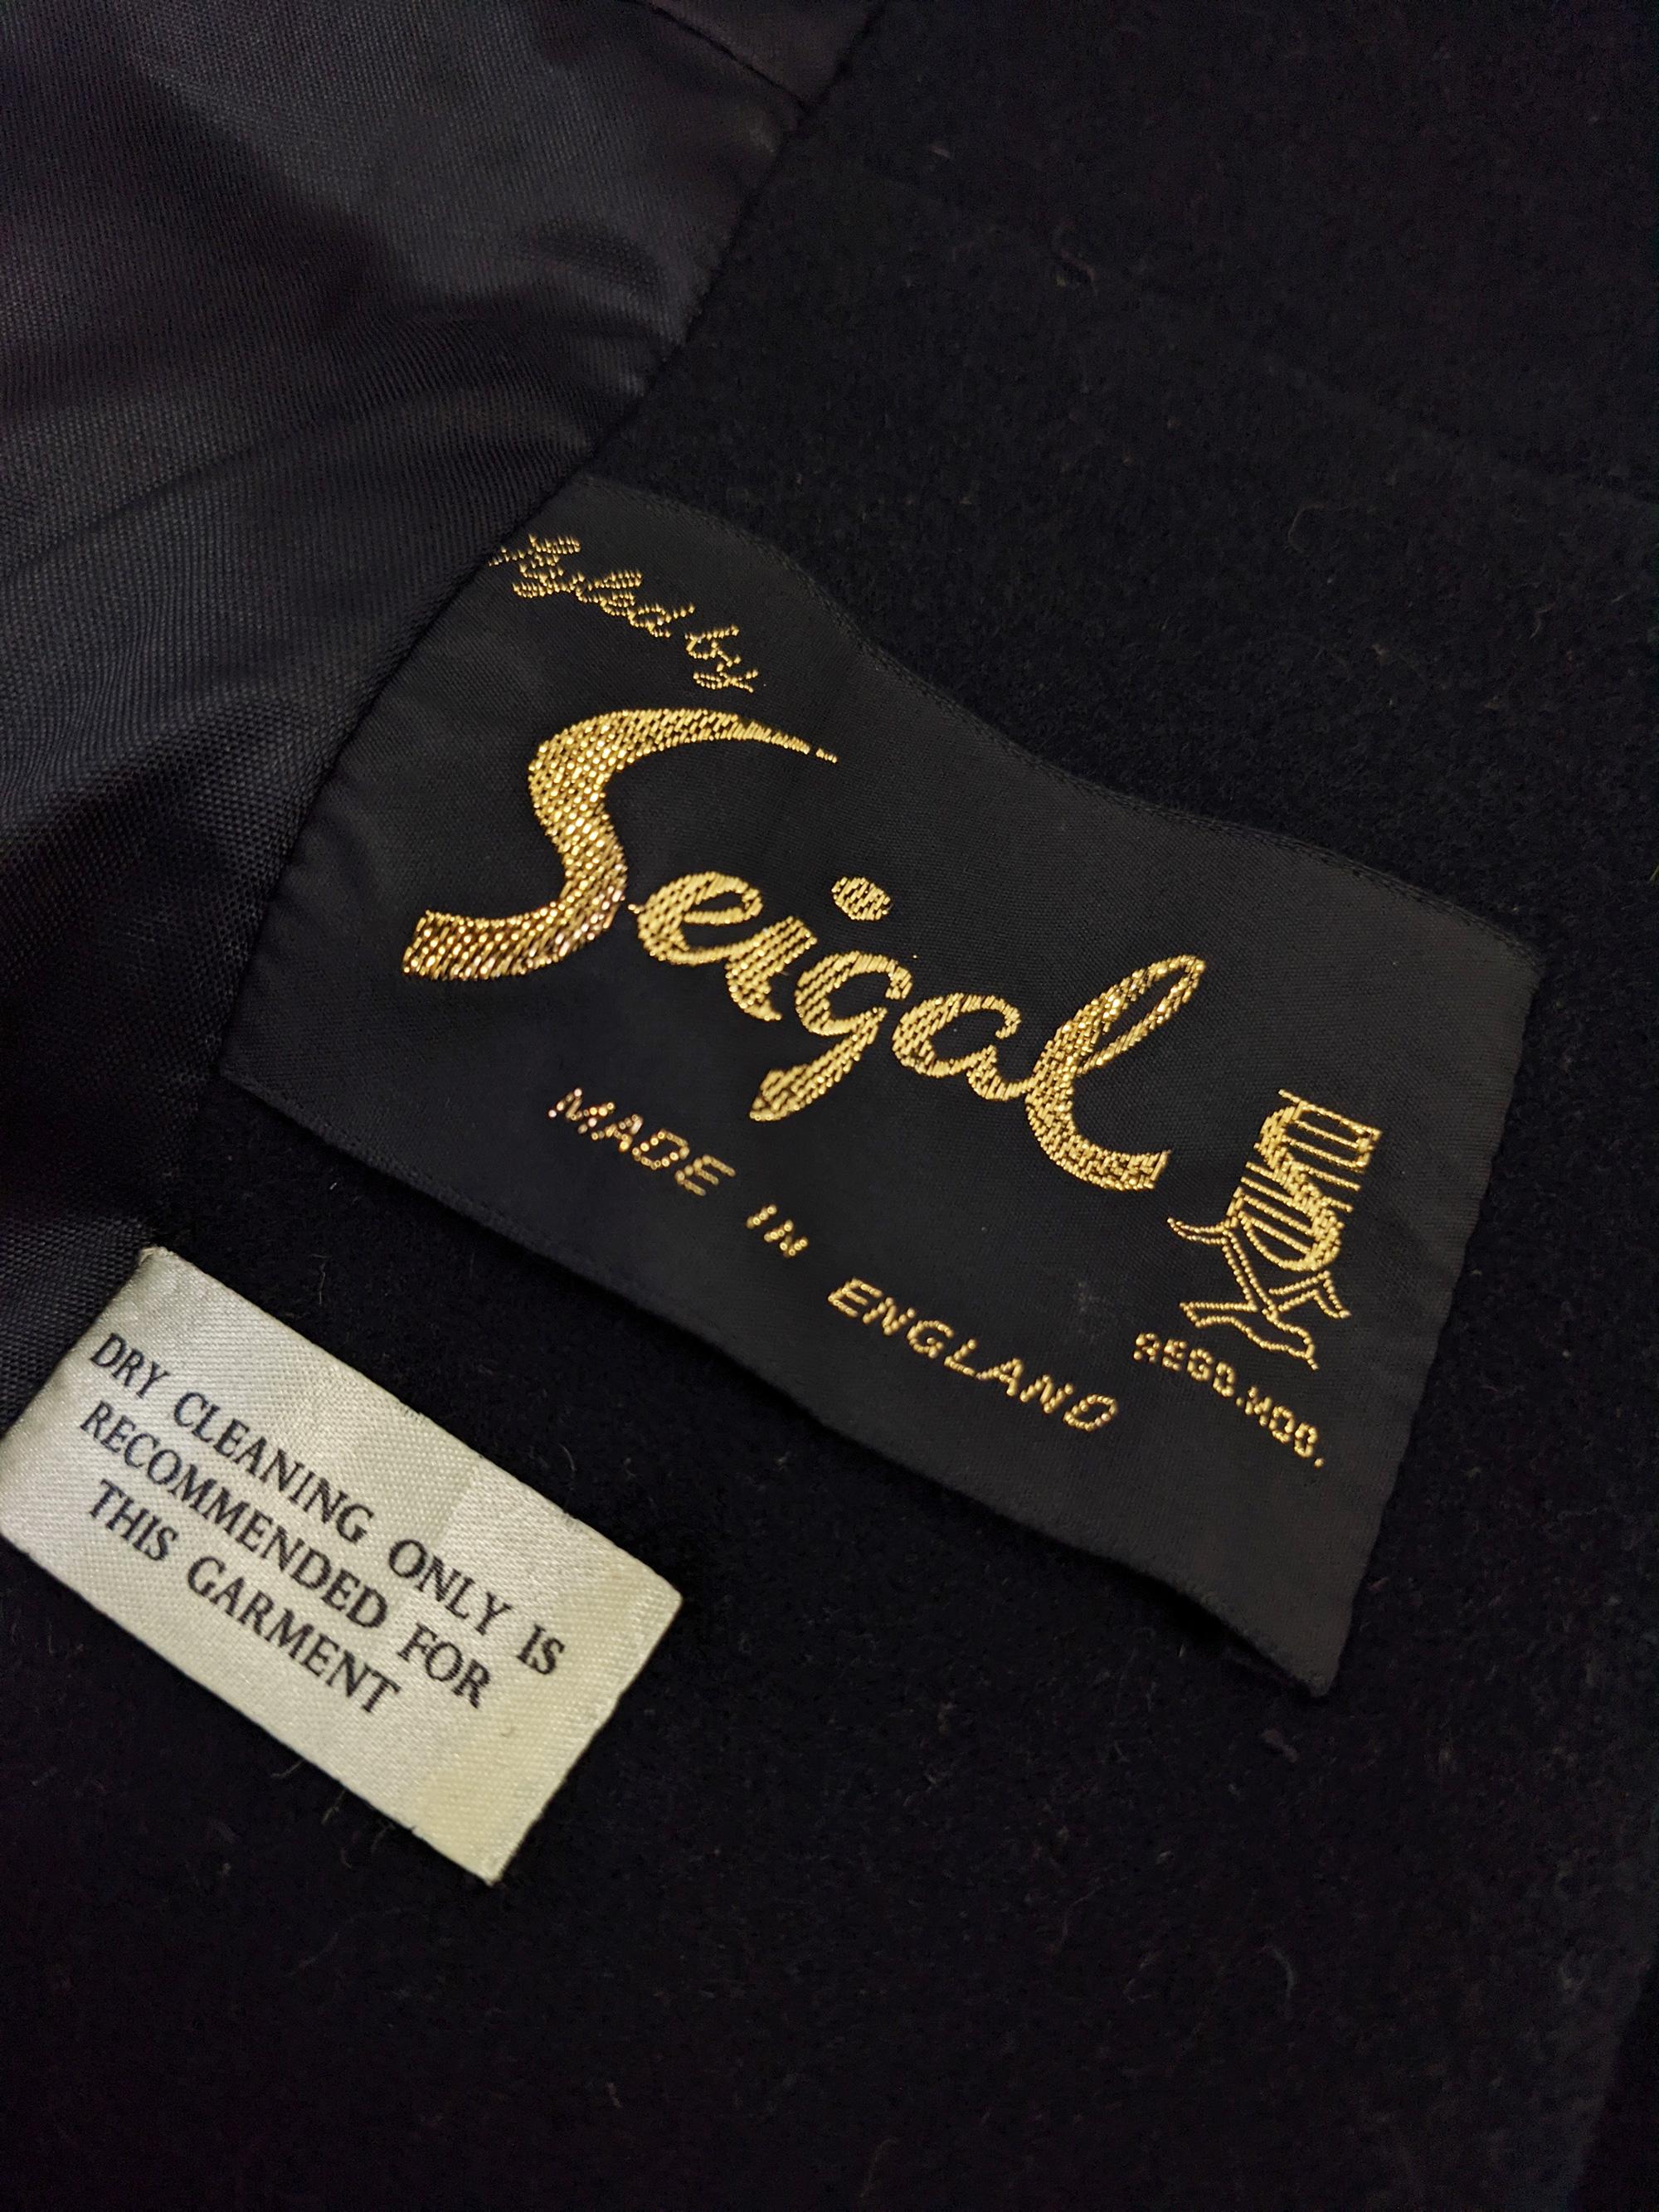 Styled by
Seigal
MADE IN ENGLAND
REGD. MOD.
DRY CLEANING ONLY IS
RECOMMENDED FOR
THIS GARMENT